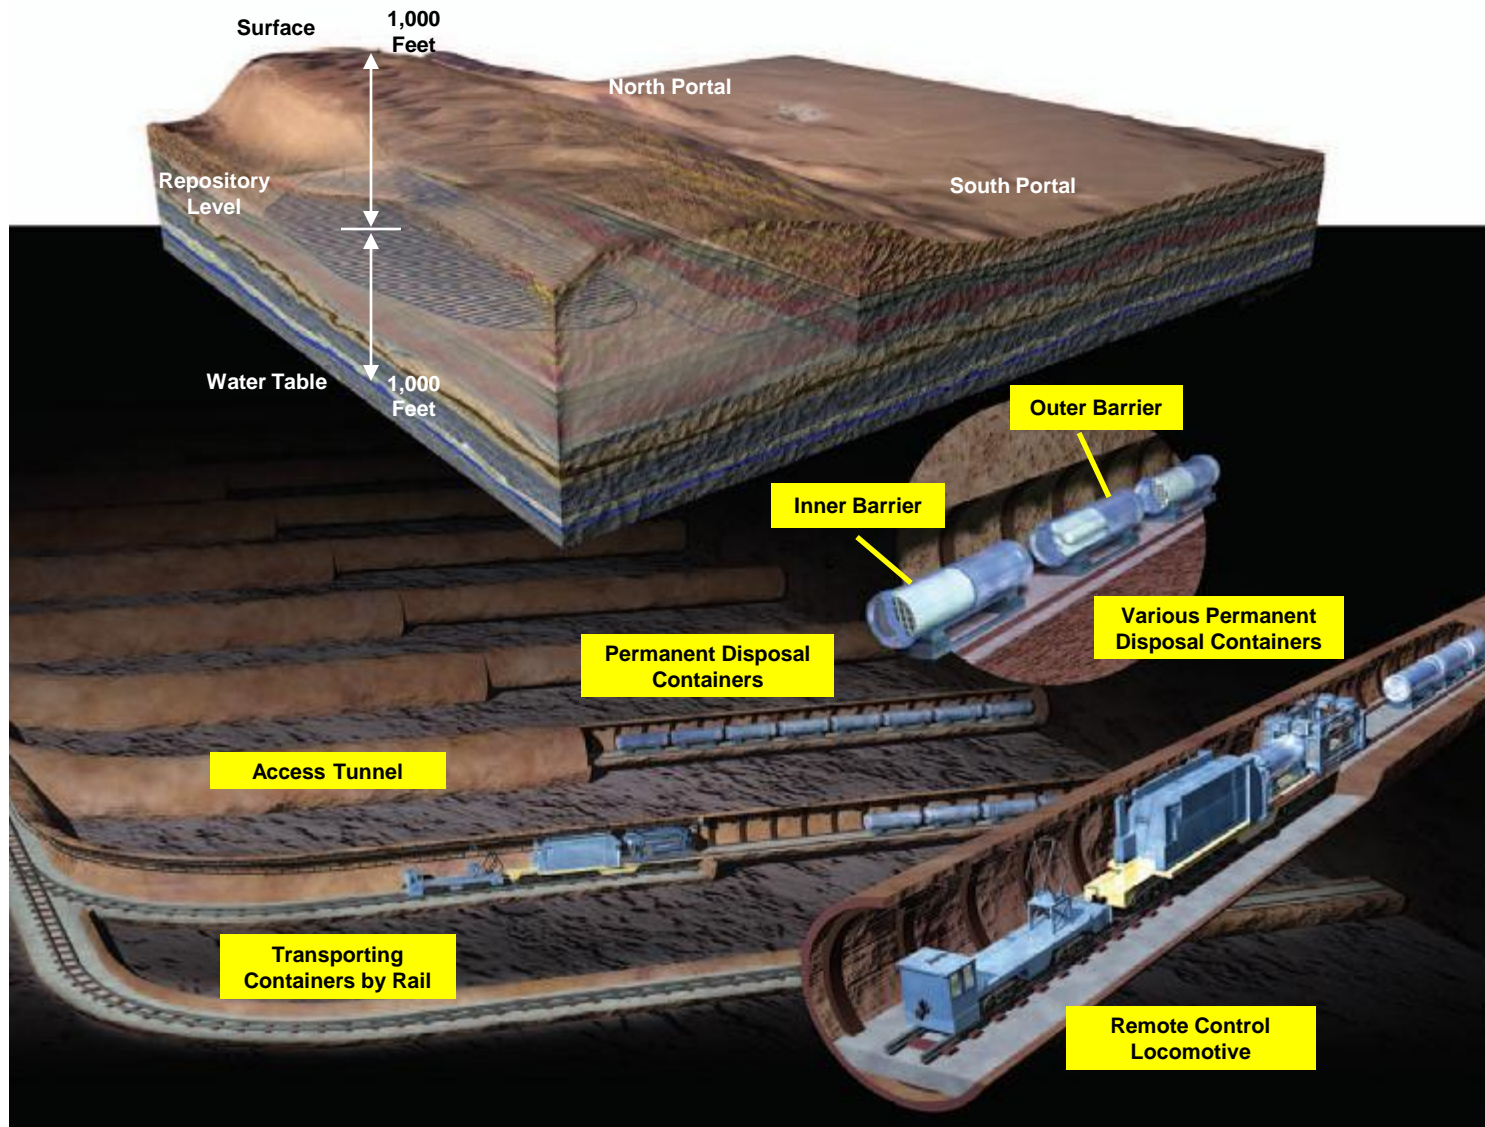 Surface
1,000
Feet
North Portal
Repository
Level
South Portal
Water Table
1,000
Feet
Outer Barrier
Inner Barrier
Various Permanent
Disposal Containers
Permanent Disposal
Containers
Access Tunnel
Transporting
Containers by Rail
Remote Control
Locomotive